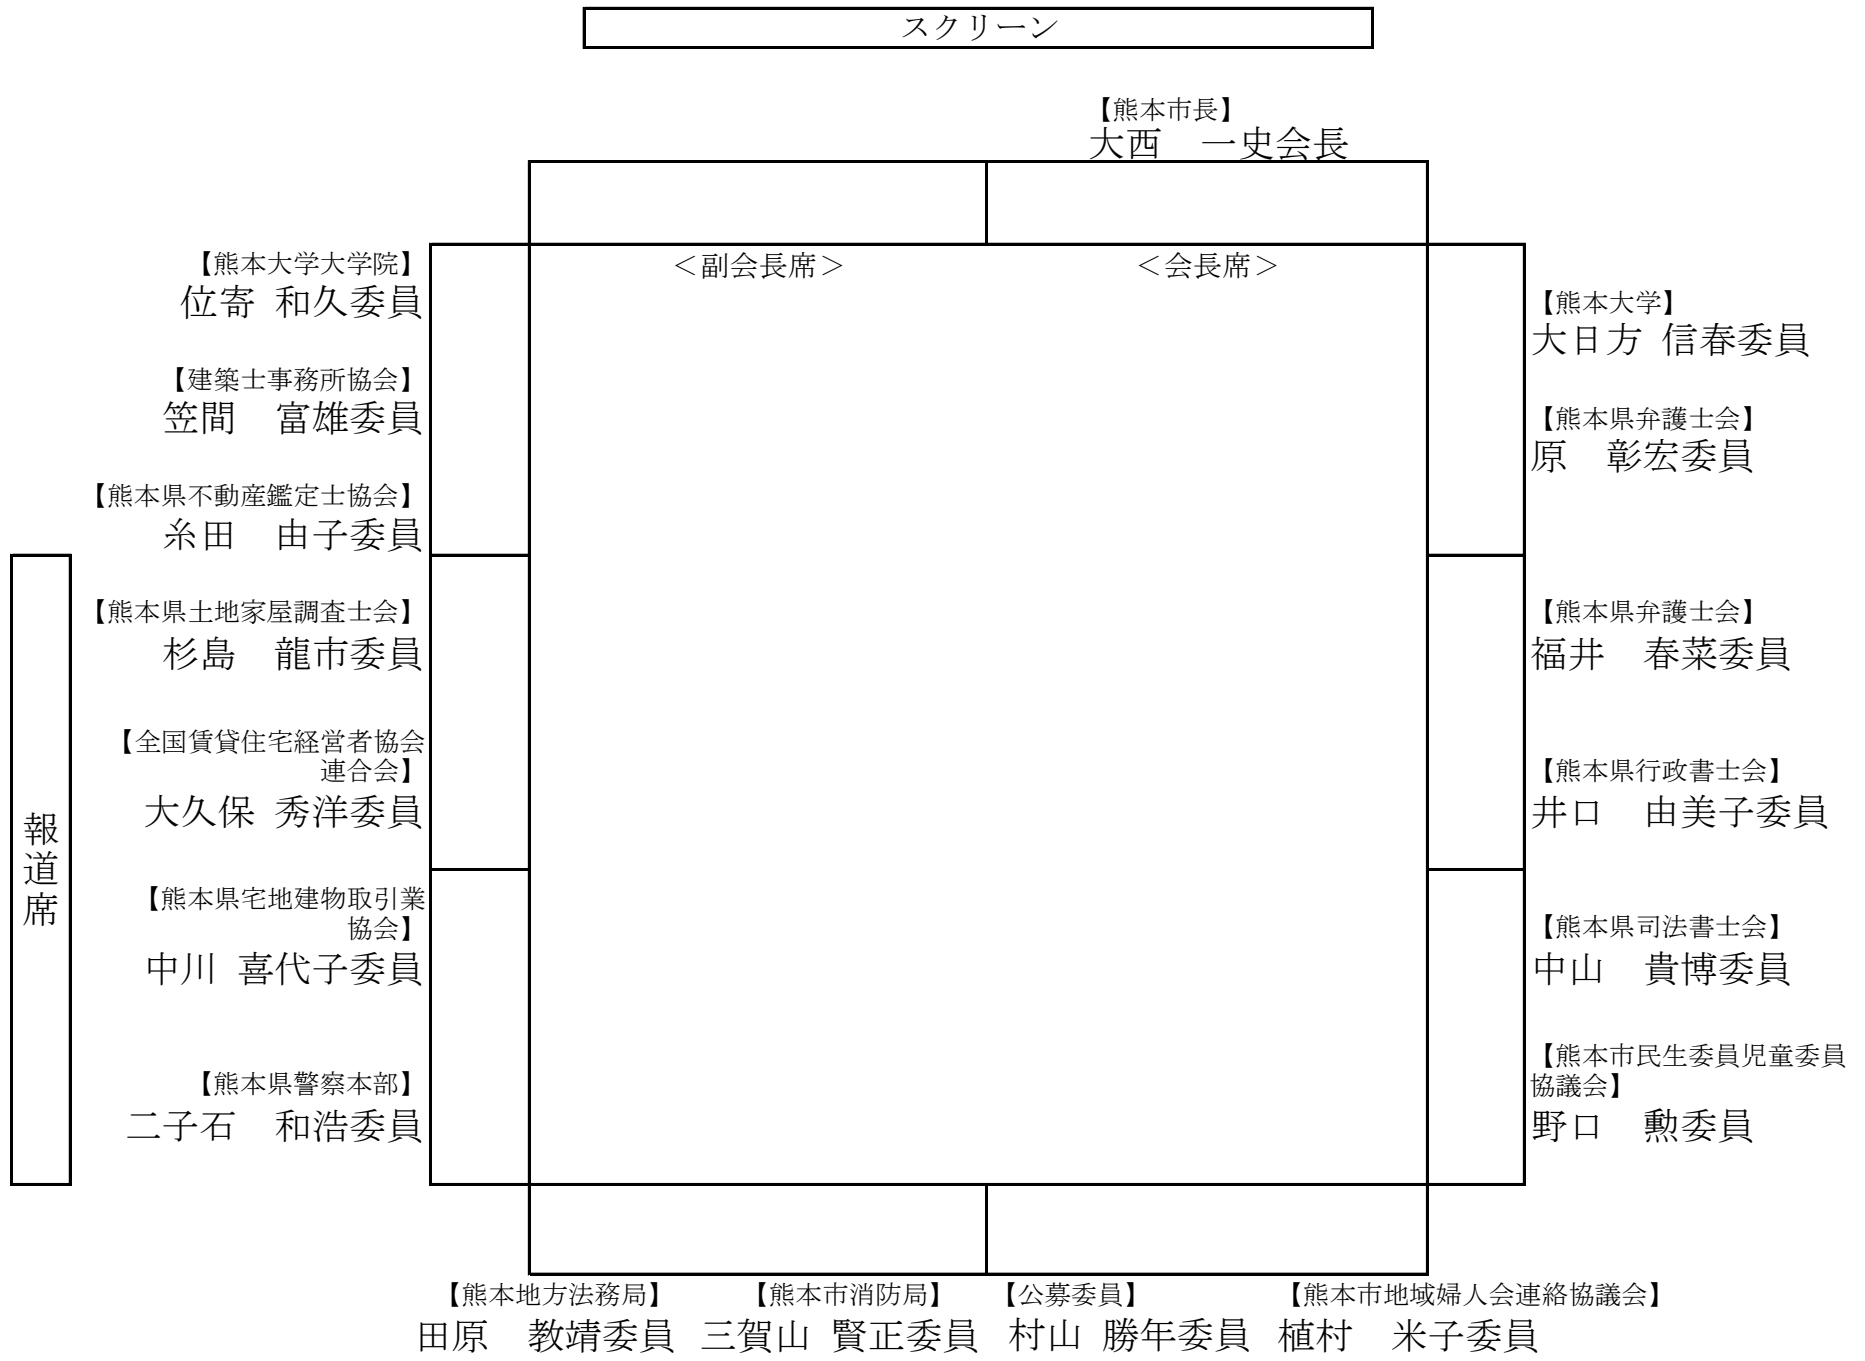 スクリーン
【熊本市長】
大西　一史会長
＜副会長席＞
＜会長席＞
【熊本大学大学院】
位寄 和久委員
【建築士事務所協会】
笠間　富雄委員
【熊本県不動産鑑定士協会】
糸田　由子委員
【熊本県土地家屋調査士会】
杉島　龍市委員
【全国賃貸住宅経営者協会
連合会】
大久保 秀洋委員
【熊本県宅地建物取引業
協会】
中川 喜代子委員
【熊本県警察本部】
二子石　和浩委員
報道席
【熊本大学】
大日方 信春委員
【熊本県弁護士会】
原　彰宏委員
【熊本県弁護士会】
福井　春菜委員
【熊本県行政書士会】
井口　由美子委員
【熊本県司法書士会】
中山　貴博委員
【熊本市民生委員児童委員
協議会】
野口　勲委員
【熊本地方法務局】
田原　教靖委員
【熊本市消防局】
三賀山 賢正委員
【公募委員】
村山 勝年委員
【熊本市地域婦人会連絡協議会】
植村　米子委員